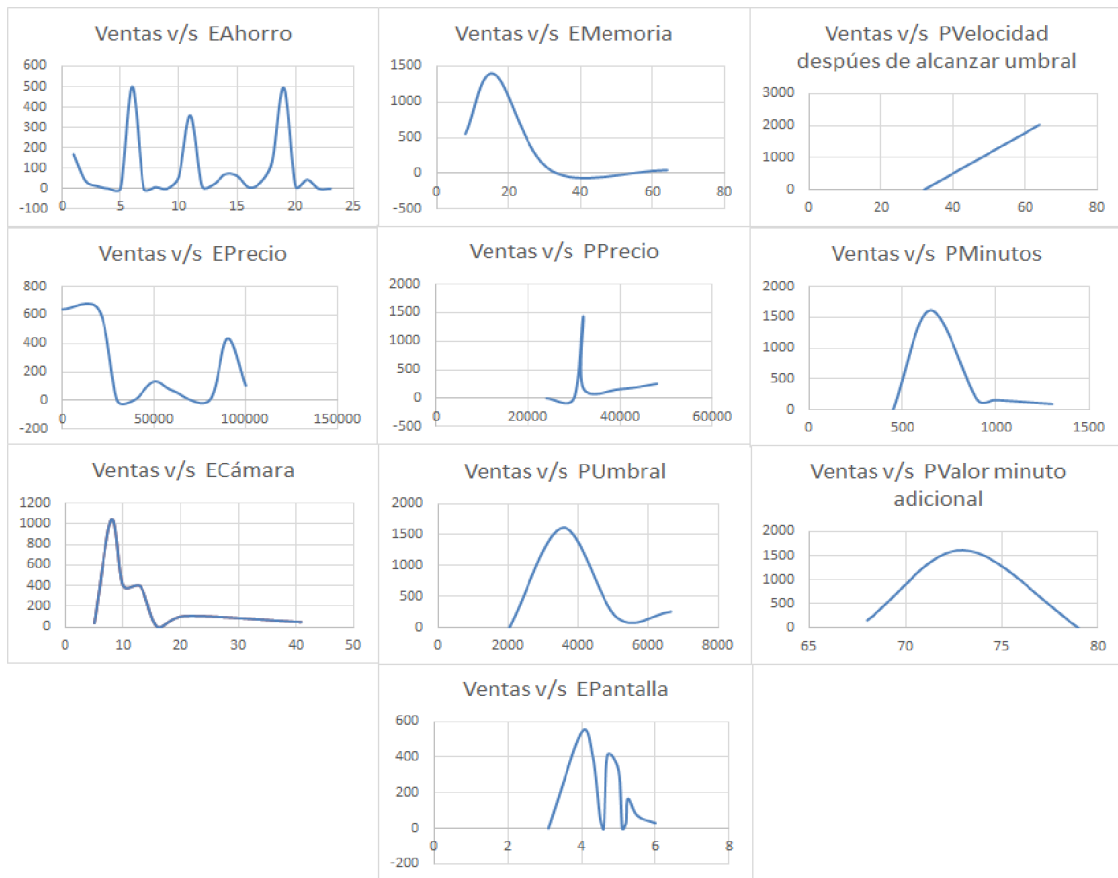 Ventas v/s EAhorro
600
500
400
300
200
100
0
-100
0 5 10 15 20 25
Ventas v/s EMemoria
1500
1000
500
0
-500
0 20 40 60 80
Ventas v/s PVelocidad
despúes de alcanzar umbral
3000
2000
1000
0
0 20 40 60 80
Ventas v/s EPrecio
800
600
400
200
0
-200
0 50000 100000 150000
Ventas v/s PPrecio
2000
1500
1000
500
0
-500
0 20000 40000 60000
Ventas v/s PMinutos
2000
1500
1000
500
0
0 500 1000 1500
Ventas v/s ECámara
1200
1000
800
600
400
200
0
0 10 20 30 40 50
Ventas v/s PUmbral
2000
1500
1000
500
0
0 2000 4000 6000 8000
Ventas v/s PValor minuto
adicional
2000
1500
1000
500
0
65 70 75 80
Ventas v/s EPantalla
600
400
200
0
-200
0 2 4 6 8